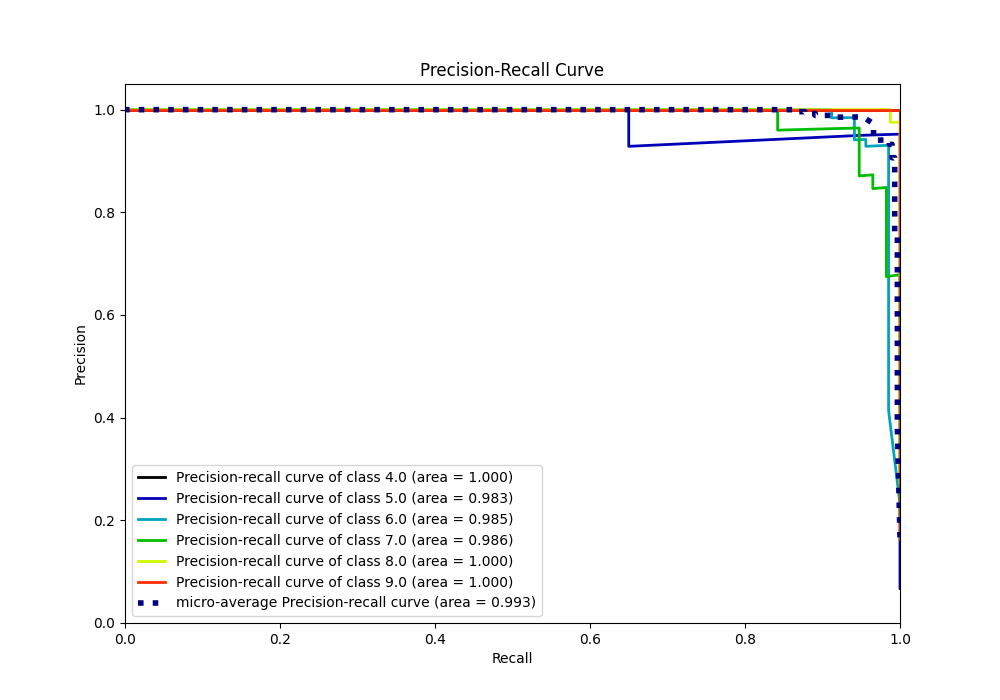 Precision-Recall Curve
1.0
0.8
0.6
0.4
0.2
0.0
Precision
Precision-recall curve of class 4.0 (area = 1.000)
Precision-recall curve of class 5.0 (area = 0.983)
Precision-recall curve of class 6.0 (area = 0.985)
Precision-recall curve of class 7.0 (area = 0.986)
Precision-recall curve of class 8.0 (area = 1.000)
Precision-recall curve of class 9.0 (area = 1.000)
micro-average Precision-recall curve (area = 0.993)
0.0 0.2 0.4 0.6 0.8 1.0
Recall